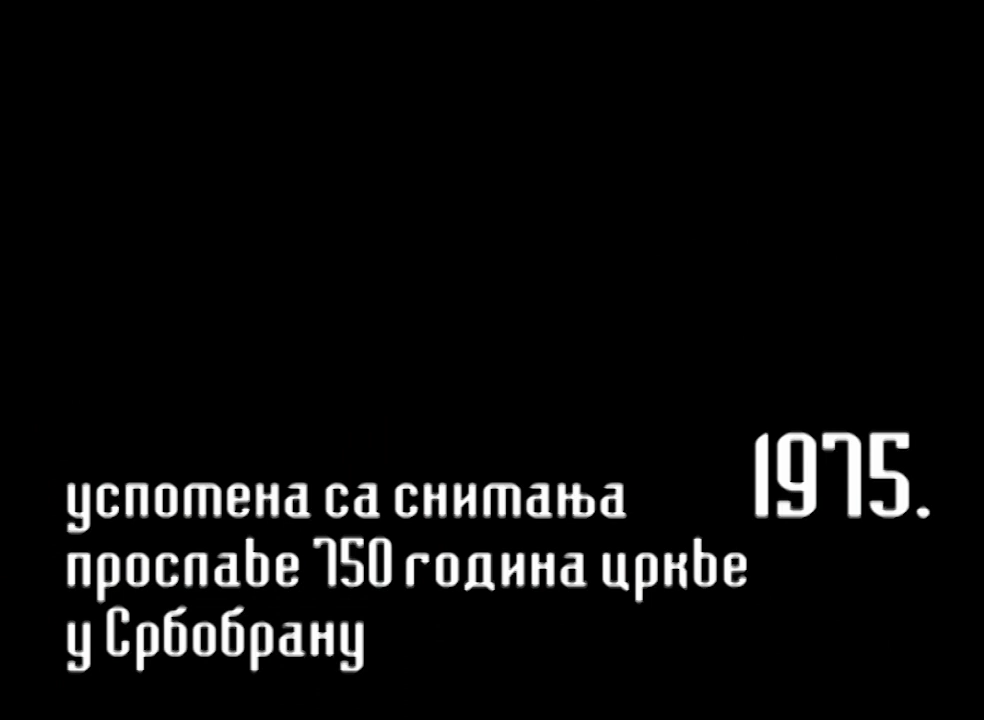 1975.
успомена са снимања
прославе 750 година цркве
у Србобрану